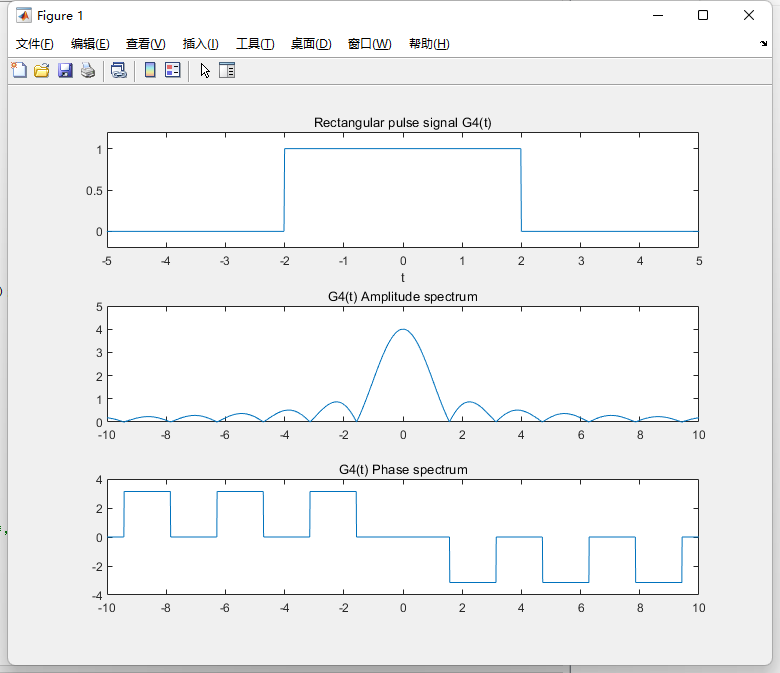 Figure 1
文件(F) 编辑(E) 查看(V) 插入(I) 工具(T) 桌面(D) 窗口(W) 帮助(H)
Rectangular pulse signal G4(t)
1
0.5
0
-5 -4 -3 -2 -1 0 1 2 3 4 5
t
G4(t) Amplitude spectrum
5
4
3
2
1
0
-10 -8 -6 -4 -2 0 2 4 6 8 10
G4(t) Phase spectrum
4
2
0
-2
-4
-10 -8 -6 -4 -2 0 2 4 6 8 10